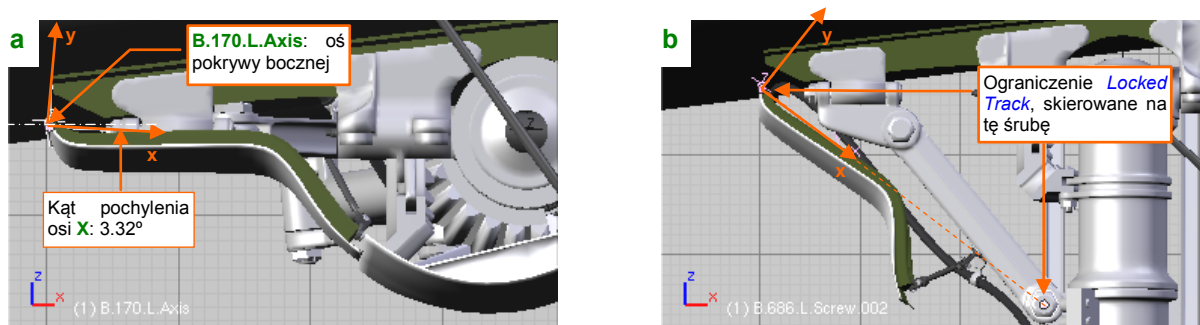 a
y
B.170.L.Axis: oś
pokrywy bocznej
x
Kąt pochylenia
osi X: 3.32º
z
x
(1) B.170.L.Axis
b
y
Ograniczenie Locked
Track, skierowane na
tę śrubę
x
z
x
(1) B.686.L.Screw.002